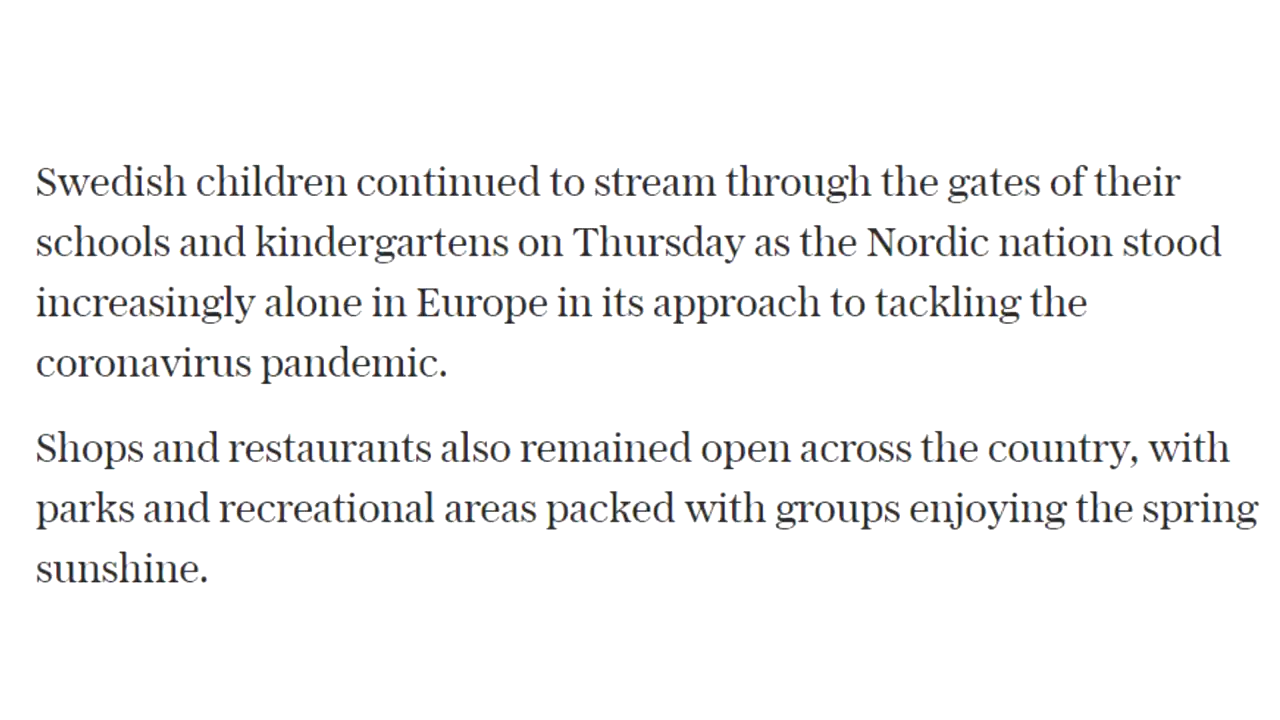 Swedish children continued to stream through the gates of their
schools and kindergartens on Thursday as the Nordic nation stood
increasingly alone in Europe in its approach to tackling the
coronavirus pandemic.
Shops and restaurants also remained open across the country, with
parks and recreational areas packed with groups enjoying the spring
sunshine.